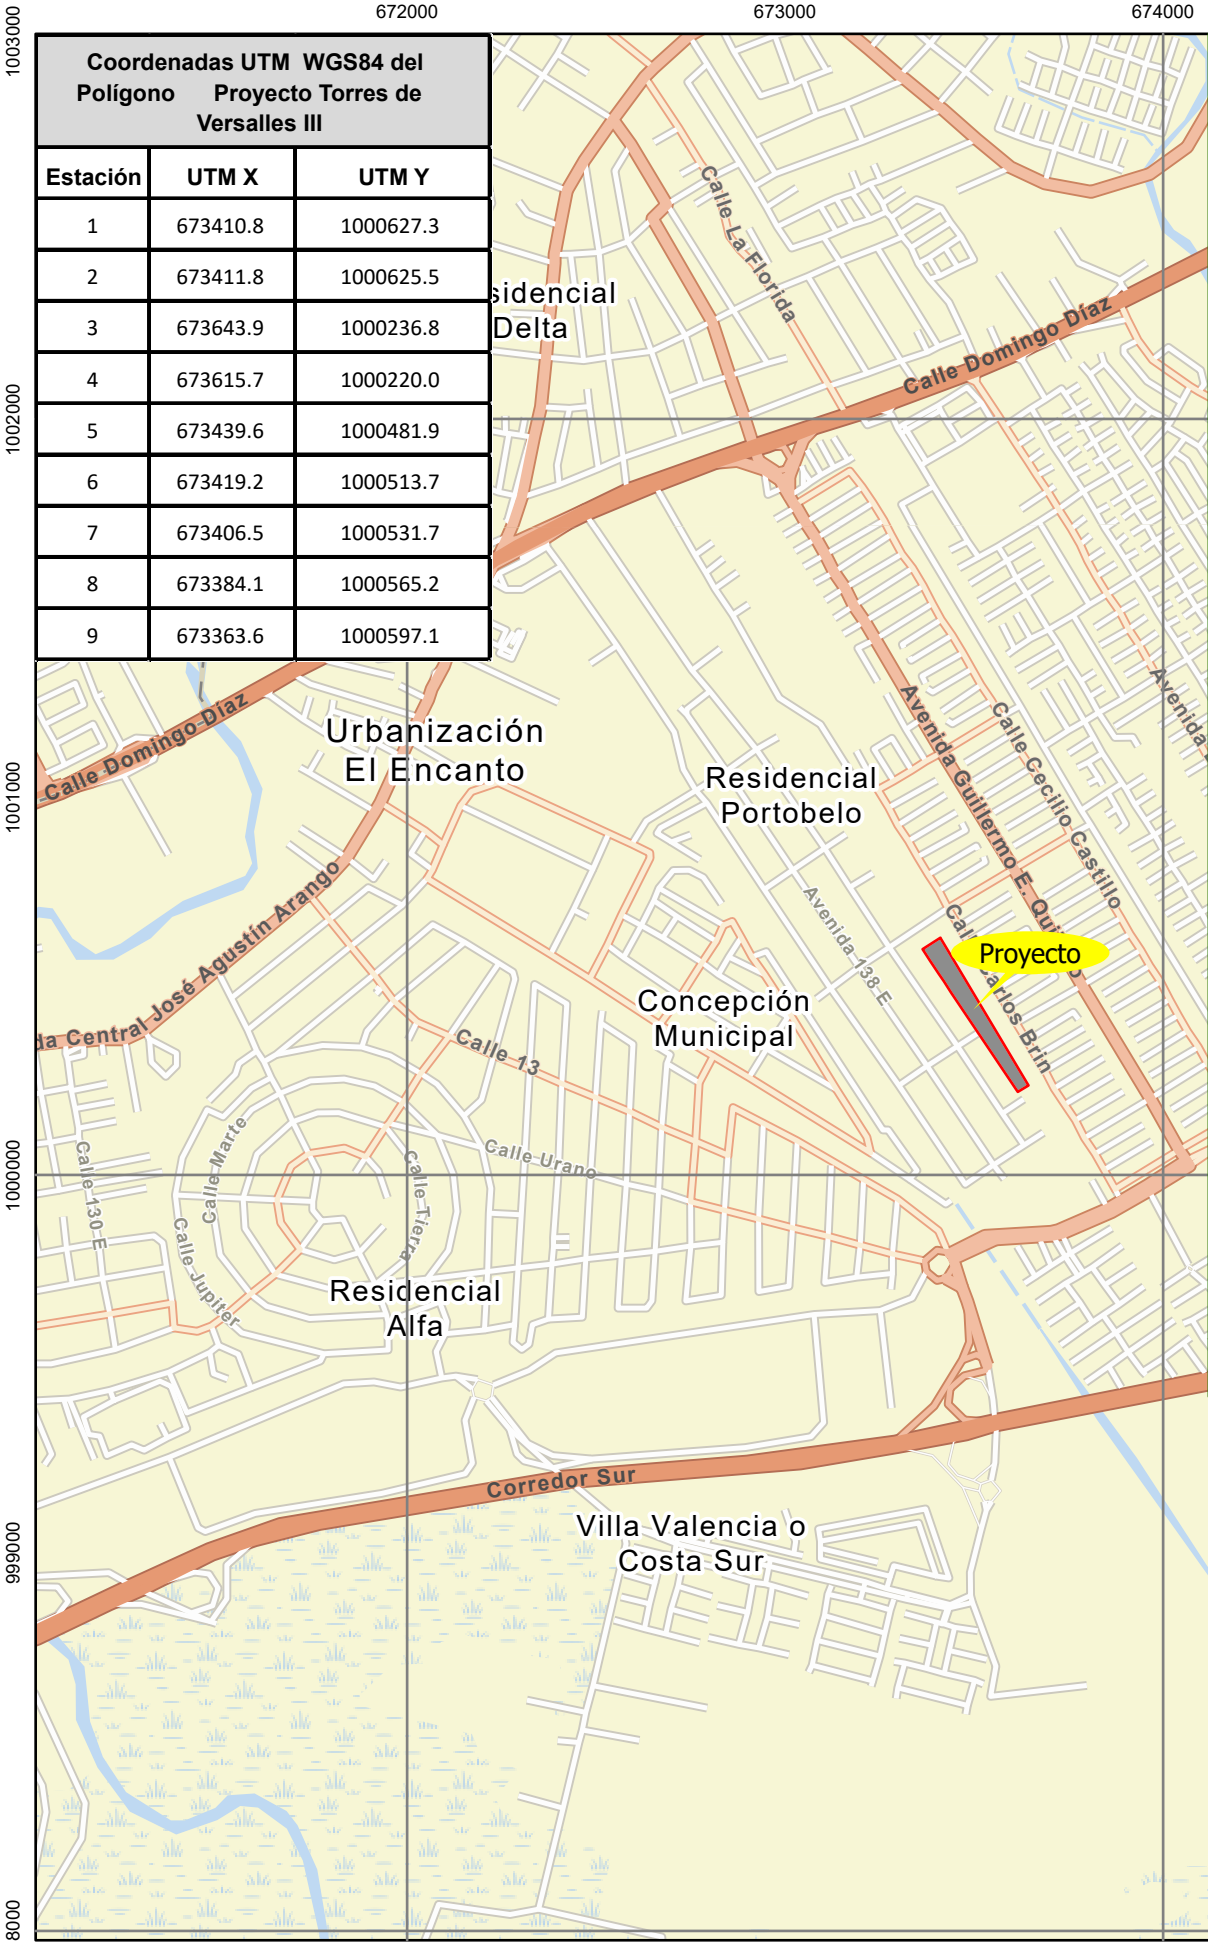 672000 673000 674000
1003000
1002000
1001000
1000000
999000
8000
Coordenadas UTM WGS84 del
Polígono Proyecto Torres de
Versalles III
Estación UTM X UTM Y
1 673410.8 1000627.3
2 673411.8 1000625.5
3 673643.9 1000236.8
4 673615.7 1000220.0
5 673439.6 1000481.9
6 673419.2 1000513.7
7 673406.5 1000531.7
8 673384.1 1000565.2
9 673363.6 1000597.1
sidencial
Delta
Calle La Florida
Calle Domingo Díaz
Calle Domingo Díaz
Urbanización
El Encanto
Residencial
Portobelo
Avenida Guillermo E. Qui
Calle Cecilio Castillo
Avenida
da Central José Agustín Arango
Avenida 138 E
Proyecto
Carlos Brin
Concepción
Municipal
Calle 13
Calle Urano
Calle Marte
Calle Tierra
Calle Jupiter
Calle 130 E
Residencial
Alfa
Corredor Sur
Villa Valencia o
Costa Sur